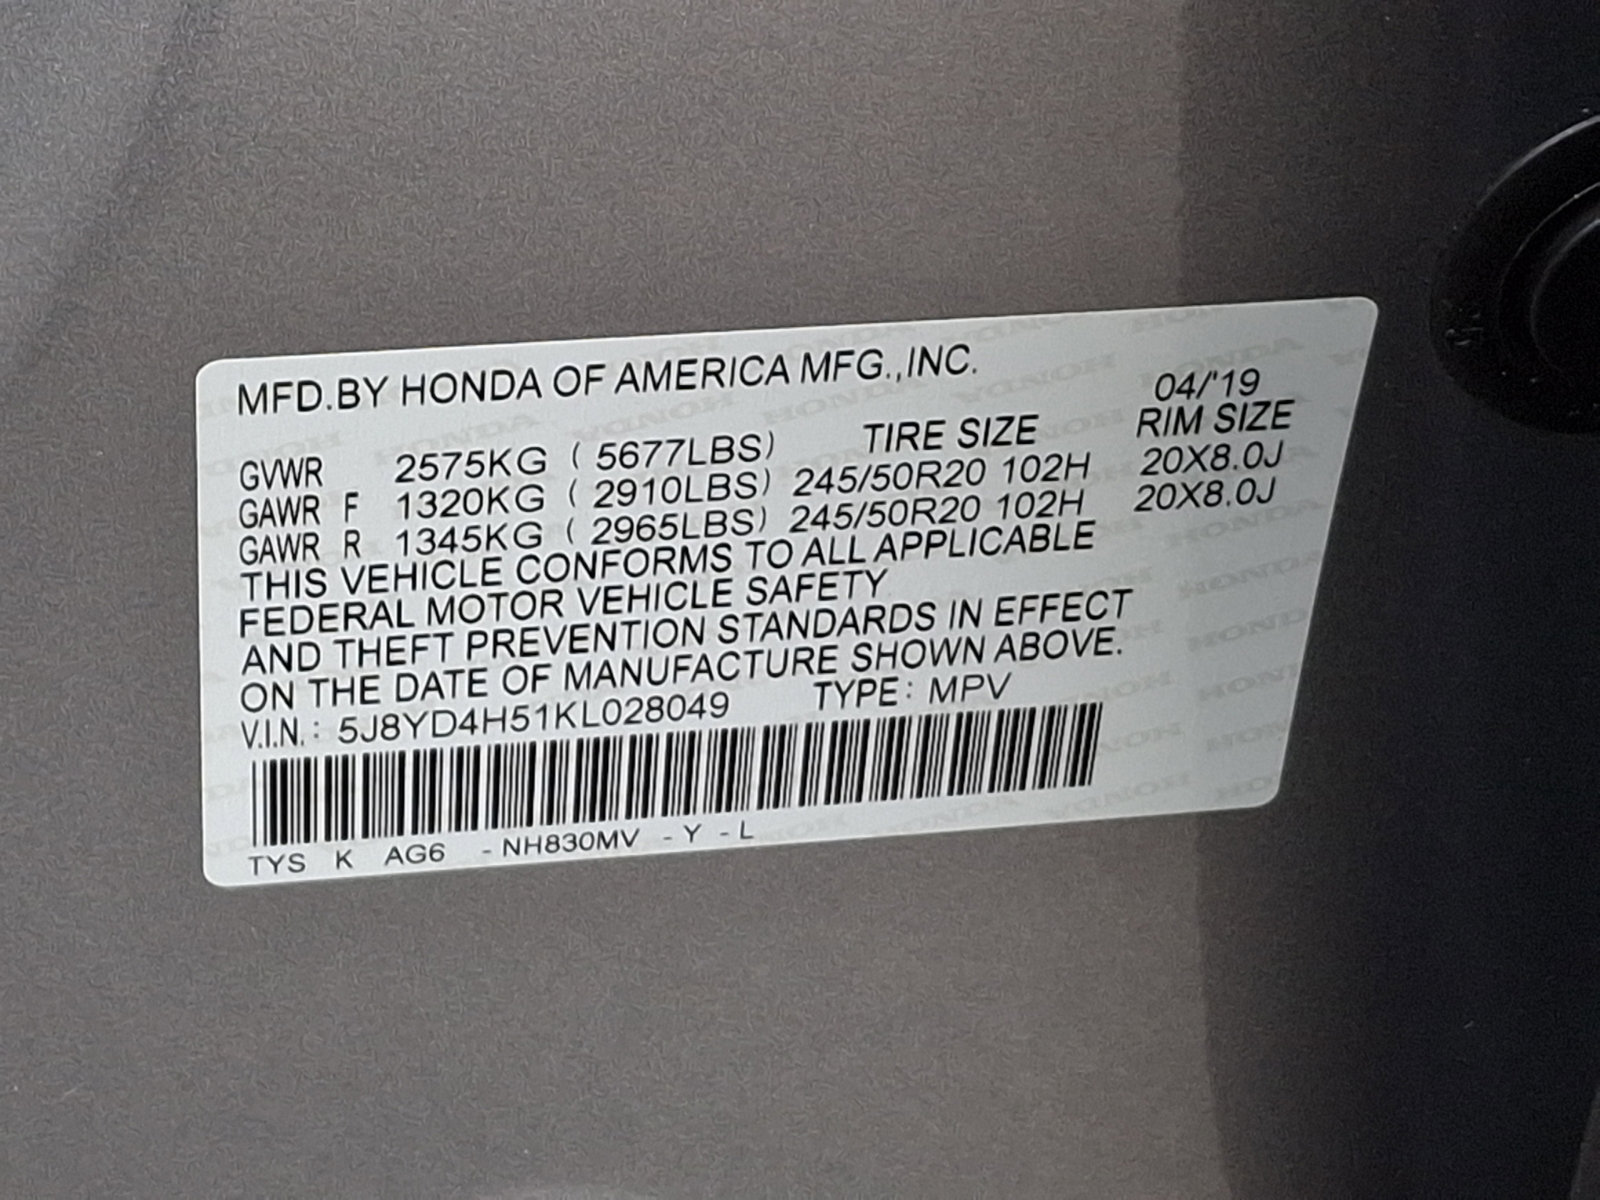 MFD.BY HONDA OF AMERICA MFG.,INC.
04/'19
TIRE SIZE RIM SIZE
GVWR 2575KG ( 5677LBS)
GAWR F 1320KG ( 2910LBS) 245/50R20 102H 20X8.0J
GAWR R 1345KG ( 2965LBS) 245/50R20 102H 20X8.0J
THIS VEHICLE CONFORMS TO ALL APPLICABLE
FEDERAL MOTOR VEHICLE SAFETY
AND THEFT PREVENTION STANDARDS IN EFFECT
ON THE DATE OF MANUFACTURE SHOWN ABOVE.
V.I.N.: 5J8YD4H51KL028049 TYPE: MPV
TYS K AG6 -NH830MV -Y -L